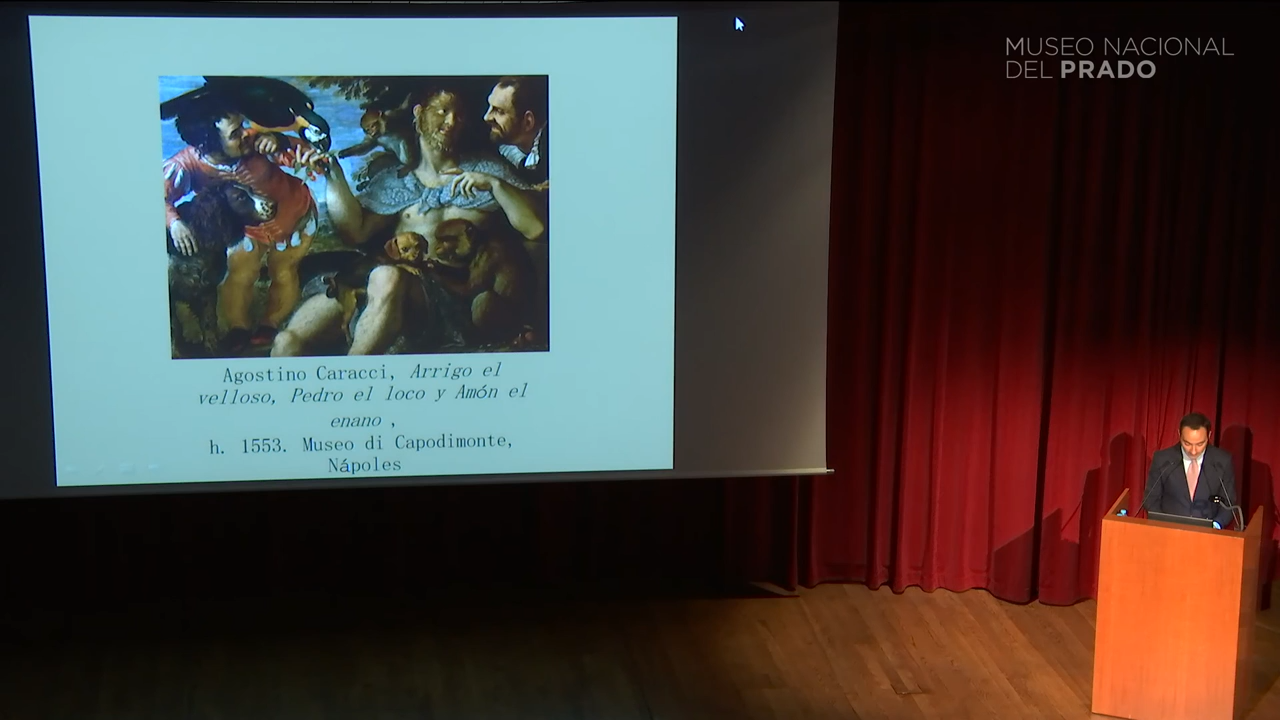 MUSEO NACIONAL
DEL PRADO
Agostino Caracci, Arrigo el
velloso, Pedro el loco y Amón el
enano ,
h. 1553. Museo di Capodimonte,
Nápoles